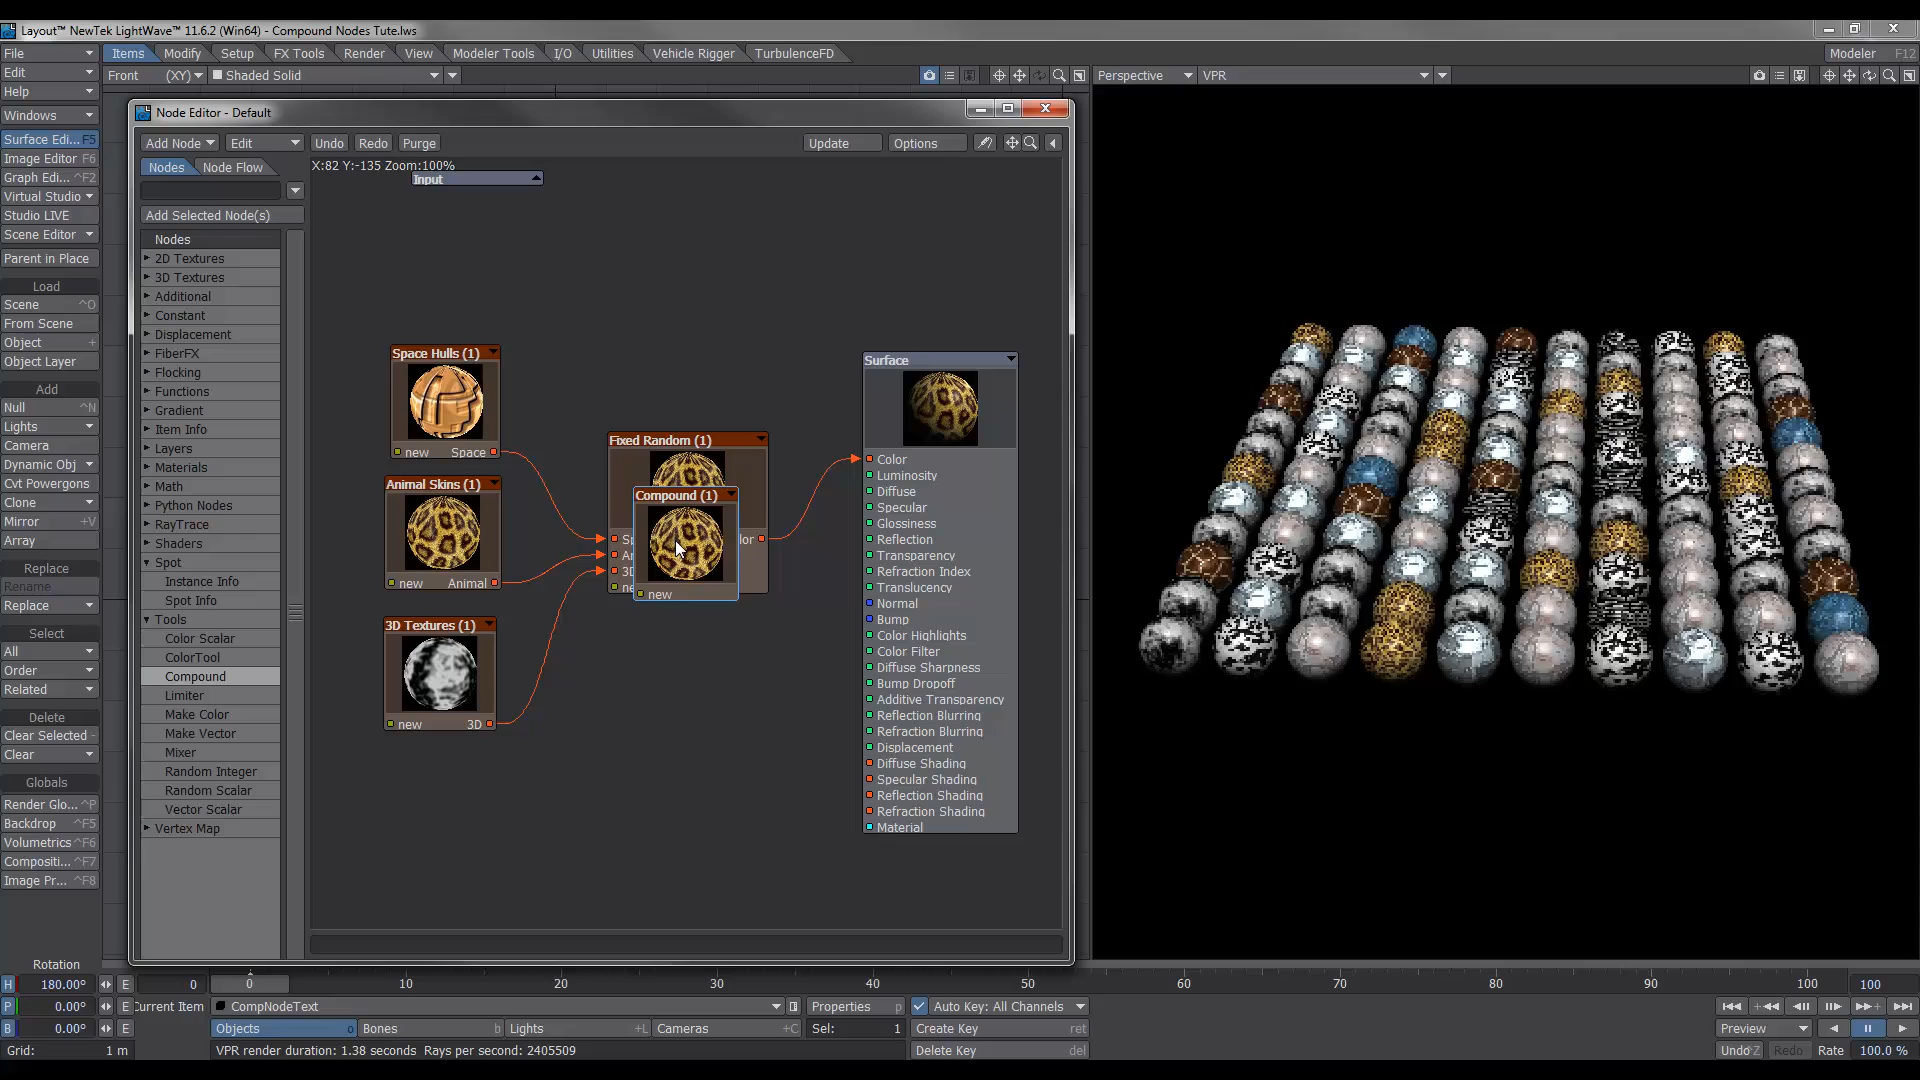 Layout™ NewTek LightWave™ 11.6.2 (Win64) - Compound Nodes Tute.lws
File
Items Modify Setup FX Tools Render View Modeler Tools I/O Utilities Vehicle Rigger TurbulenceFD
Modeler F12
Edit
Help
Windows
Surface Edi... F5
Image Editor F6
Graph Edi... ^F2
Virtual Studio
Studio LIVE
Scene Editor
Parent in Place
Load
Scene ^O
From Scene
Object +
Object Layer
Add
Null ^N
Lights
Camera
Dynamic Obj
Cvt Powergons
Clone
Mirror +V
Array
Replace
Rename
Replace
Select
All
Order
Related
Delete
Clear Selected -
Clear
Globals
Render Glo... ^P
Backdrop ^F5
Volumetrics ^F6
Compositi... ^F7
Image Pr... ^F8
Front (XY) Shaded Solid
Perspective VPR
Node Editor - Default
Add Node Edit Undo Redo Purge Update Options
Nodes Node Flow
Add Selected Node(s)
Nodes
2D Textures
3D Textures
Additional
Constant
Displacement
FiberFX
Flocking
Functions
Gradient
Item Info
Layers
Materials
Math
Python Nodes
RayTrace
Shaders
Spot
Instance Info
Spot Info
Tools
Color Scalar
ColorTool
Compound
Limiter
Make Color
Make Vector
Mixer
Random Integer
Random Scalar
Vector Scalar
Vertex Map
X:82 Y:-135 Zoom:100%
Input
Space Hulls (1)
new Space
Animal Skins (1)
new Animal
3D Textures (1)
new 3D
Fixed Random (1)
Compound (1)
new
Surface
Color
Luminosity
Diffuse
Specular
Glossiness
Reflection
Transparency
Refraction Index
Translucency
Normal
Bump
Color Highlights
Color Filter
Diffuse Sharpness
Bump Dropoff
Additive Transparency
Reflection Blurring
Refraction Blurring
Displacement
Diffuse Shading
Specular Shading
Reflection Shading
Refraction Shading
Material
Rotation
H 180.00º E 0
P 0.00º E
B 0.00º E
Grid: 1 m
0 10 20 30 40 50 60 70 80 90 100 100
Current Item CompNodeText Properties p Auto Key: All Channels
Objects o Bones b Lights +L Cameras +C Sel: 1 Create Key ret
VPR render duration: 1.38 seconds Rays per second: 2405509
Delete Key del
Preview
Undo ^Z Redo Rate 100.0 %